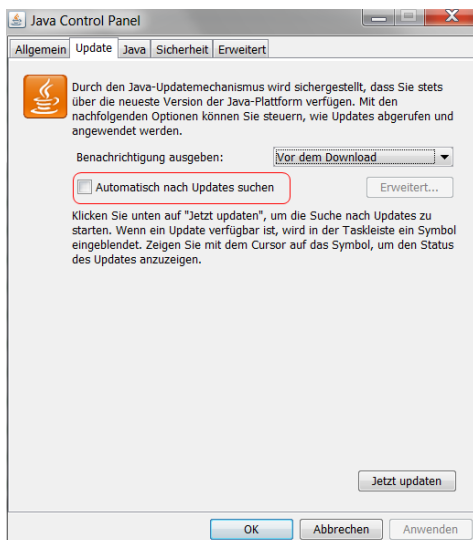 Java Control Panel
Allgemein Update Java Sicherheit Erweitert
Durch den Java-Updatemechanismus wird sichergestellt, dass Sie stets
über die neueste Version der Java-Plattform verfügen. Mit den
nachfolgenden Optionen können Sie steuern, wie Updates abgerufen und
angewendet werden.
Benachrichtigung ausgeben: Vor dem Download
Automatisch nach Updates suchen Erweitert...
Klicken Sie unten auf "Jetzt updaten", um die Suche nach Updates zu
starten. Wenn ein Update verfügbar ist, wird in der Taskleiste ein Symbol
eingeblendet. Zeigen Sie mit dem Cursor auf das Symbol, um den Status
des Updates anzuzeigen.
Jetzt updaten
OK Abbrechen Anwenden